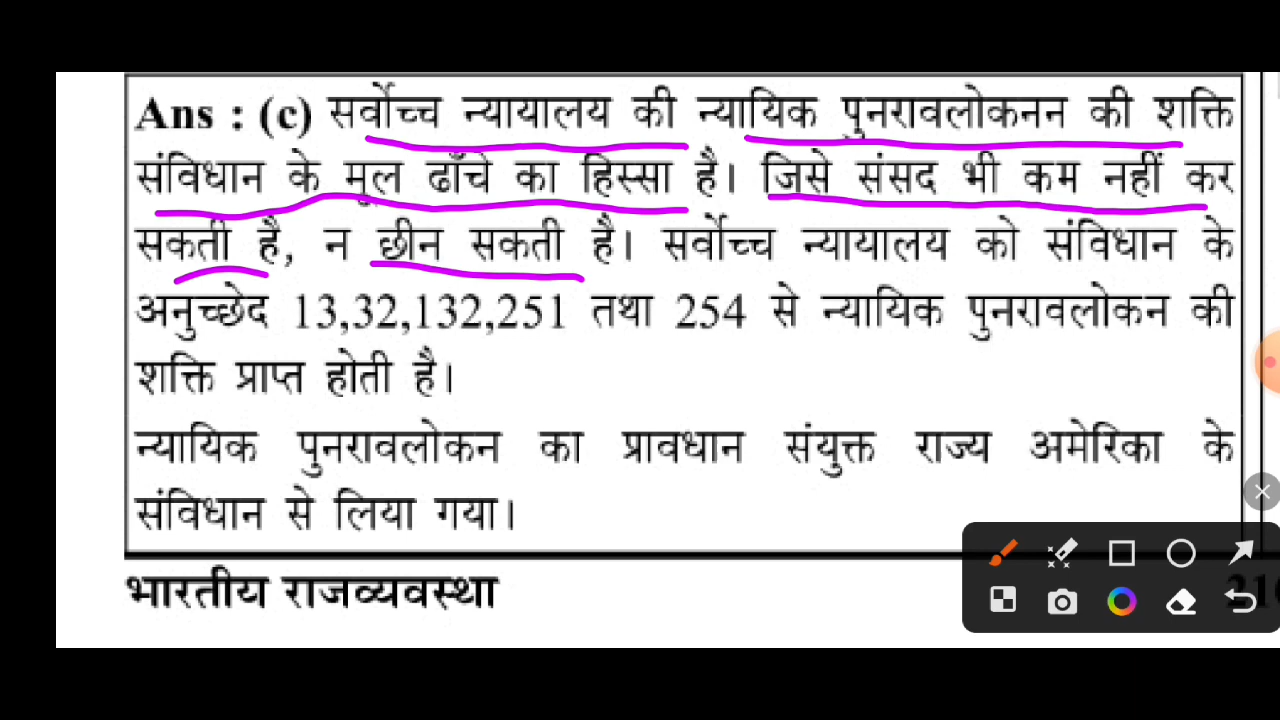 Ans : (c) सर्वोच्च न्यायालय की न्यायिक पुनरावलोकनन की शक्ति
संविधान के मुल ढाँचे का हिस्सा है। जिसे संसद भी कम नहीं कर
सकती है, न छीन सकती है। सर्वोच्च न्यायालय को संविधान के
अनुच्छेद 13,32,132,251 तथा 254 से न्यायिक पुनरावलोकन की
शक्ति प्राप्त होती है।
न्यायिक पुनरावलोकन का प्रावधान संयुक्त राज्य अमेरिका के
संविधान से लिया गया।
भारतीय राजव्यवस्था